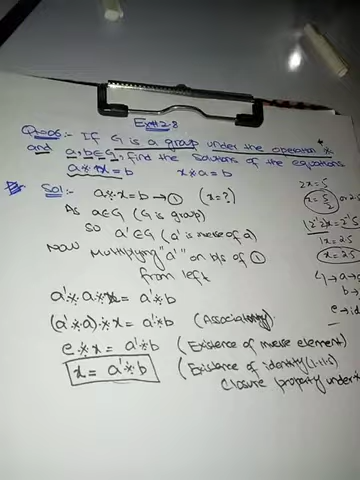 Ex# 2.8
Ques:- If G is a group under the operation *
and a, b ∈ G, find the solutions of the equations
a * x = b    x * a = b
Sol:-    a * x = b → ①    (x = ?)
As a ∈ G (G is group)
So a' ∈ G (a' is inverse of a)
Now Multiplying "a'" on b/s of ①
from left
a' * a * x = a' * b
(a' * a) * x = a' * b    (Associativity)
e * x = a' * b    (Existence of inverse element)
x = a' * b    (Existence of identity
Closure property under *
2x = 5
x = 5/2 or 2.5
2⁻¹ 2x = 2⁻¹ 5
1x = 2.5
x = 2.5